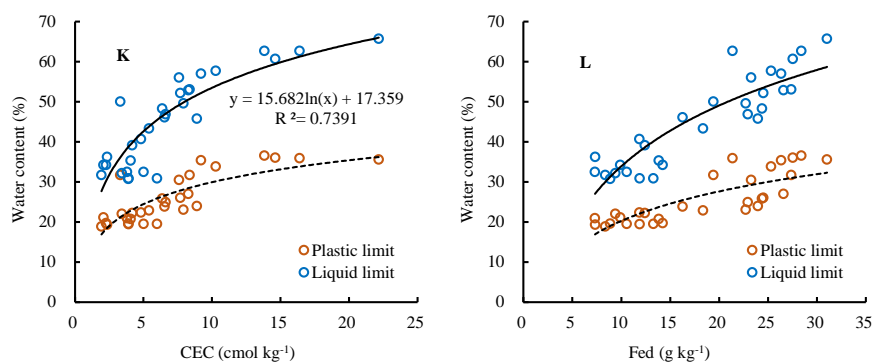 70
60
50
40
30
20
10
0
Water content (%)
K
y = 15.682ln(x) + 17.359
R ²= 0.7391
Plastic limit
Liquid limit
0 5 10 15 20 25
CEC (cmol kg⁻¹)
70
60
50
40
30
20
10
0
Water content (%)
L
Plastic limit
Liquid limit
0 5 10 15 20 25 30 35
Fed (g kg⁻¹)